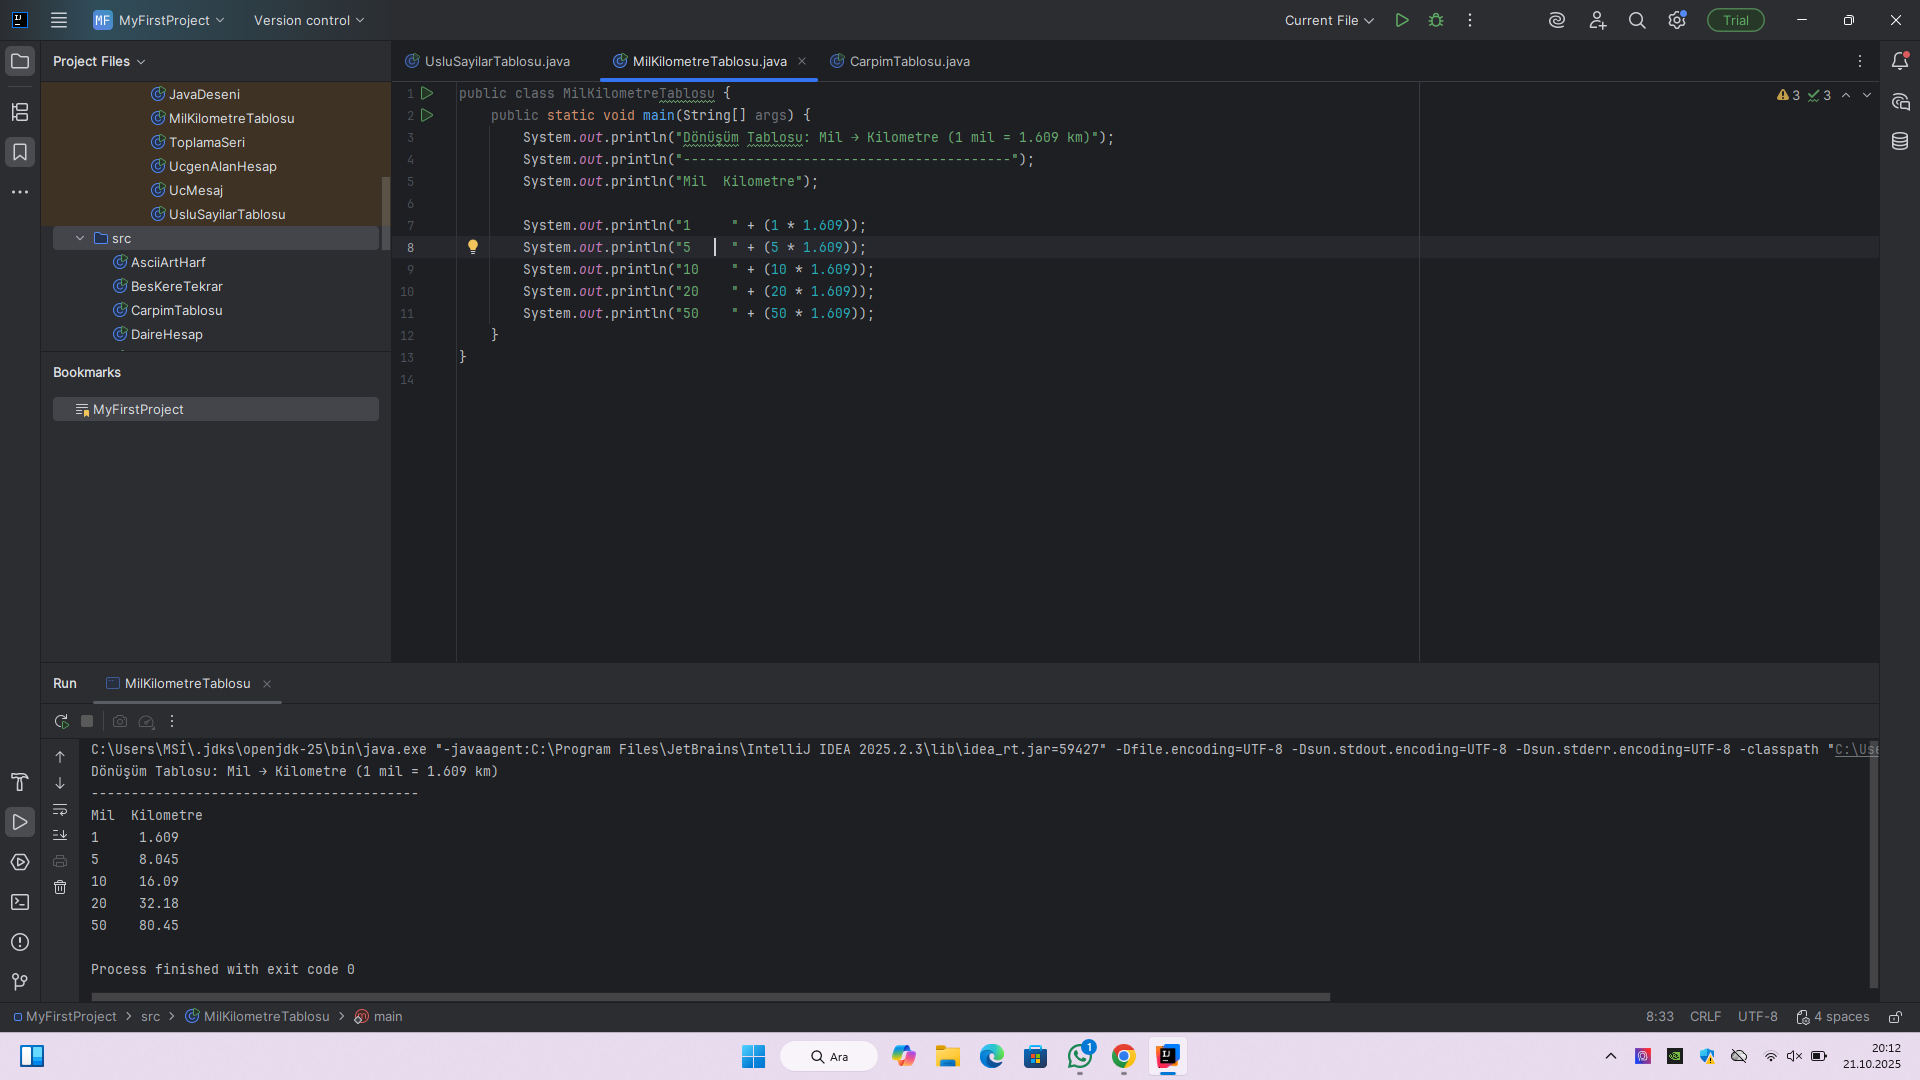 MF MyFirstProject
Version control
Current File
Trial
Project Files
JavaDeseni
MilKilometreTablosu
ToplamaSeri
UcgenAlanHesap
UcMesaj
UsluSayilarTablosu
src
AsciiArtHarf
BesKereTekrar
CarpimTablosu
DaireHesap
Bookmarks
MyFirstProject
UsluSayilarTablosu.java
MilKilometreTablosu.java
CarpimTablosu.java
3 3
1 public class MilKilometreTablosu {
2 public static void main(String[] args) {
3 System.out.println("Dönüşüm Tablosu: Mil → Kilometre (1 mil = 1.609 km)");
4 System.out.println("-----------------------------------------");
5 System.out.println("Mil  Kilometre");
6
7 System.out.println("1     " + (1 * 1.609));
8 System.out.println("5     " + (5 * 1.609));
9 System.out.println("10    " + (10 * 1.609));
10 System.out.println("20    " + (20 * 1.609));
11 System.out.println("50    " + (50 * 1.609));
12 }
13 }
14
Run
MilKilometreTablosu
C:\Users\MSİ\.jdks\openjdk-25\bin\java.exe "-javaagent:C:\Program Files\JetBrains\IntelliJ IDEA 2025.2.3\lib\idea_rt.jar=59427" -Dfile.encoding=UTF-8 -Dsun.stdout.encoding=UTF-8 -Dsun.stderr.encoding=UTF-8 -classpath "C:\Use
Dönüşüm Tablosu: Mil → Kilometre (1 mil = 1.609 km)
-----------------------------------------
Mil  Kilometre
1     1.609
5     8.045
10    16.09
20    32.18
50    80.45
Process finished with exit code 0
MyFirstProject > src > MilKilometreTablosu > main
8:33 CRLF UTF-8 4 spaces
Ara
1
20:12
21.10.2025